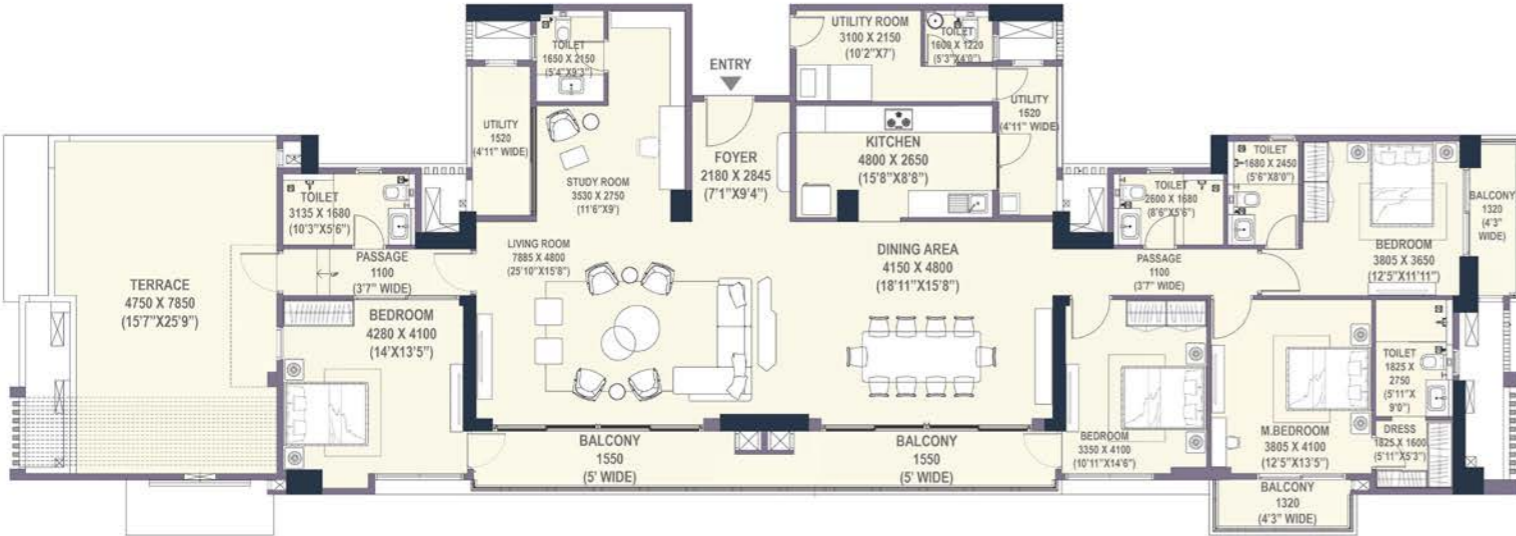 TOILET
1650 X 2150
(5'4"X9'3")
UTILITY
1520
(4'11" WIDE)
STUDY ROOM
3530 X 2750
(11'6"X9')
ENTRY
FOYER
2180 X 2845
(7'1"X9'4")
UTILITY ROOM
3100 X 2150
(10'2"X7')
TOILET
1600 X 1220
(5'3"X4'0")
UTILITY
1520
(4'11" WIDE)
KITCHEN
4800 X 2650
(15'8"X8'8")
TOILET
3135 X 1680
(10'3"X5'6")
PASSAGE
1100
(3'7" WIDE)
TERRACE
4750 X 7850
(15'7"X25'9")
BEDROOM
4280 X 4100
(14'X13'5")
LIVING ROOM
7885 X 4800
(25'10"X15'8")
DINING AREA
4150 X 4800
(18'11"X15'8")
BALCONY
1550
(5' WIDE)
BALCONY
1550
(5' WIDE)
TOILET
2600 X 1680
(8'6"X5'6")
PASSAGE
1100
(3'7" WIDE)
TOILET
1680 X 2450
(5'6"X8'0")
BEDROOM
3805 X 3650
(12'5"X11'11")
BALCONY
1320
(4'3"
WIDE)
BEDROOM
3350 X 4100
(10'11"X14'6")
M.BEDROOM
3805 X 4100
(12'5"X13'5")
TOILET
1825 X
2750
(5'11"X
9'0")
DRESS
1825 X 1600
(5'11"X5'3")
BALCONY
1320
(4'3" WIDE)